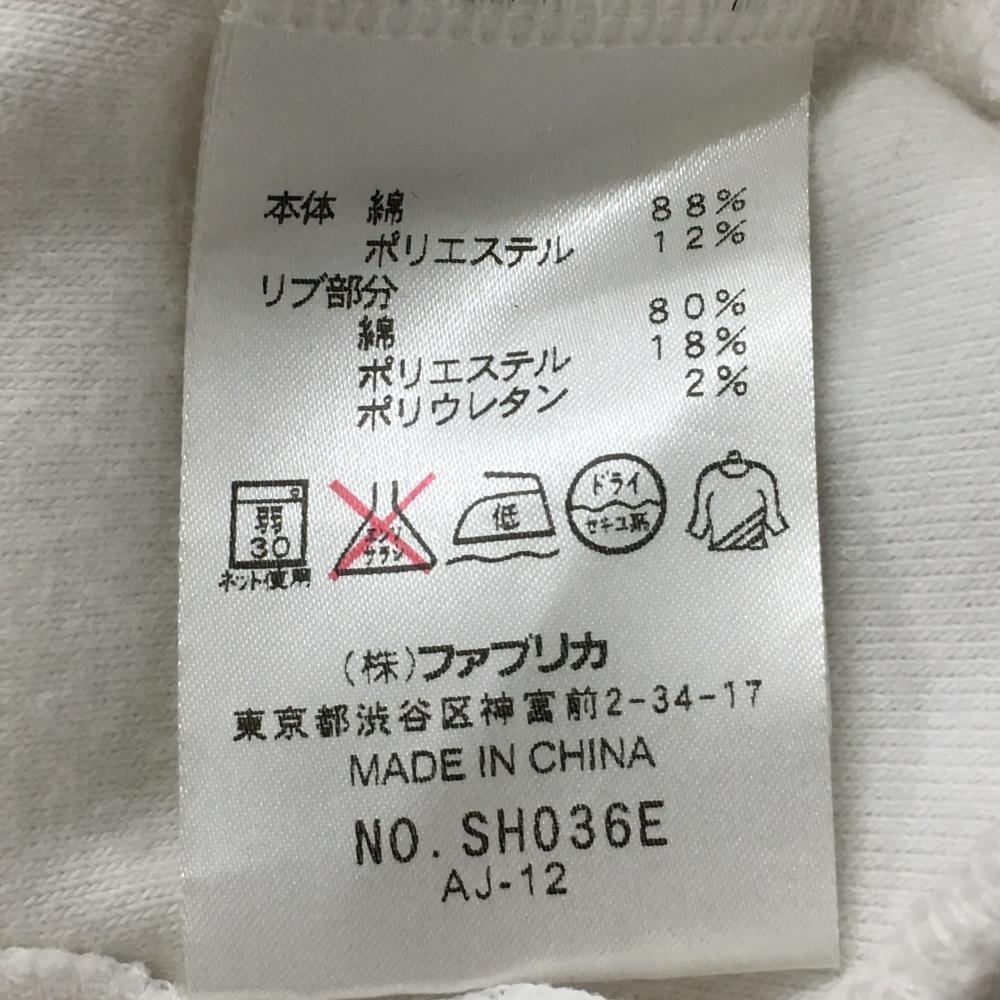 本体 綿 88%
ポリエステル 12%
リブ部分
綿 80%
ポリエステル 18%
ポリウレタン 2%
弱
30
ネット使用
エンソ
サラシ
低
ドライ
セキユ系
(株)ファブリカ
東京都渋谷区神宮前2-34-17
MADE IN CHINA
NO. SH036E
AJ-12